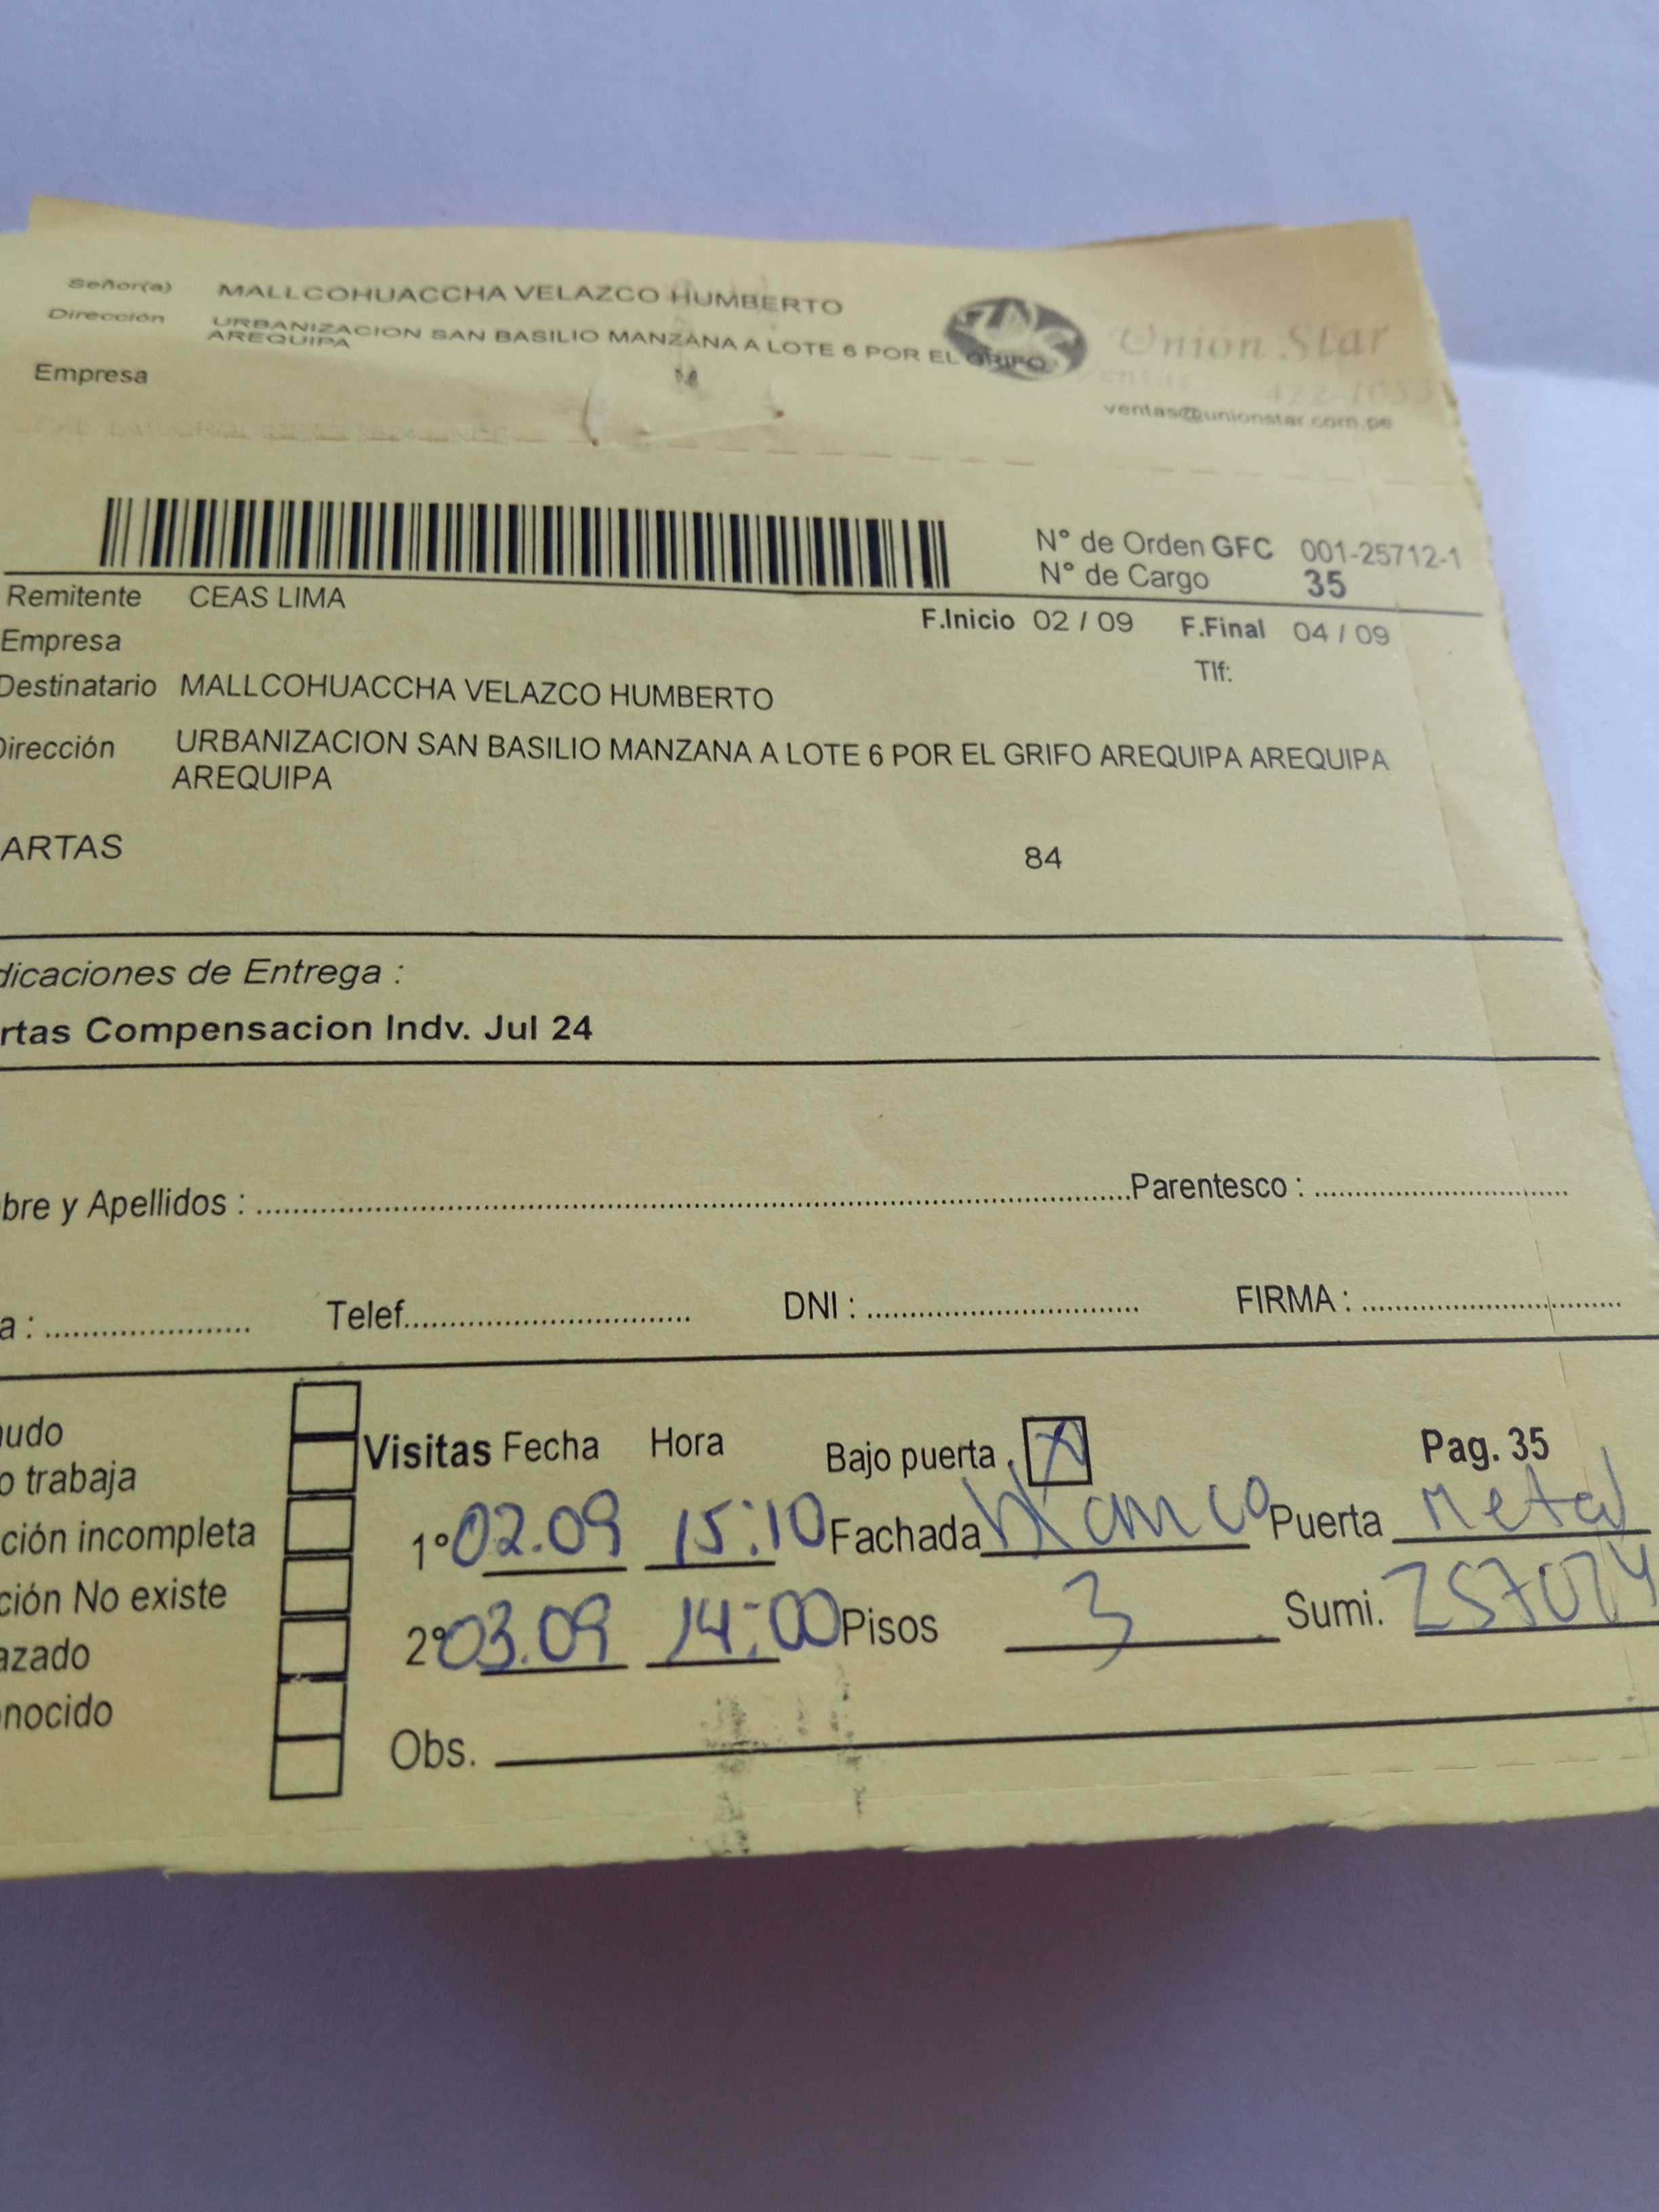 Señor(a) MALLCOHUACCHA VELAZCO HUMBERTO
Dirección URBANIZACION SAN BASILIO MANZANA A LOTE 6 POR EL GRIFO
AREQUIPA
Empresa
Unión Star
ventas@unionstar.com.pe
N° de Orden GFC 001-25712-1
N° de Cargo 35
Remitente CEAS LIMA
F.Inicio 02 / 09 F.Final 04 / 09
Empresa
Tlf:
Destinatario MALLCOHUACCHA VELAZCO HUMBERTO
Dirección URBANIZACION SAN BASILIO MANZANA A LOTE 6 POR EL GRIFO AREQUIPA AREQUIPA
AREQUIPA
ARTAS 84
dicaciones de Entrega :
rtas Compensacion Indv. Jul 24
bre y Apellidos : Parentesco :
a : Telef. DNI : FIRMA :
udo
Visitas Fecha Hora Bajo puerta X Pag. 35
o trabaja
ción incompleta
1° 02.09 15:10 Fachada blanco Puerta Metal
ción No existe
2° 03.09 14:00 Pisos 3 Sumi.
azado
nocido
Obs.